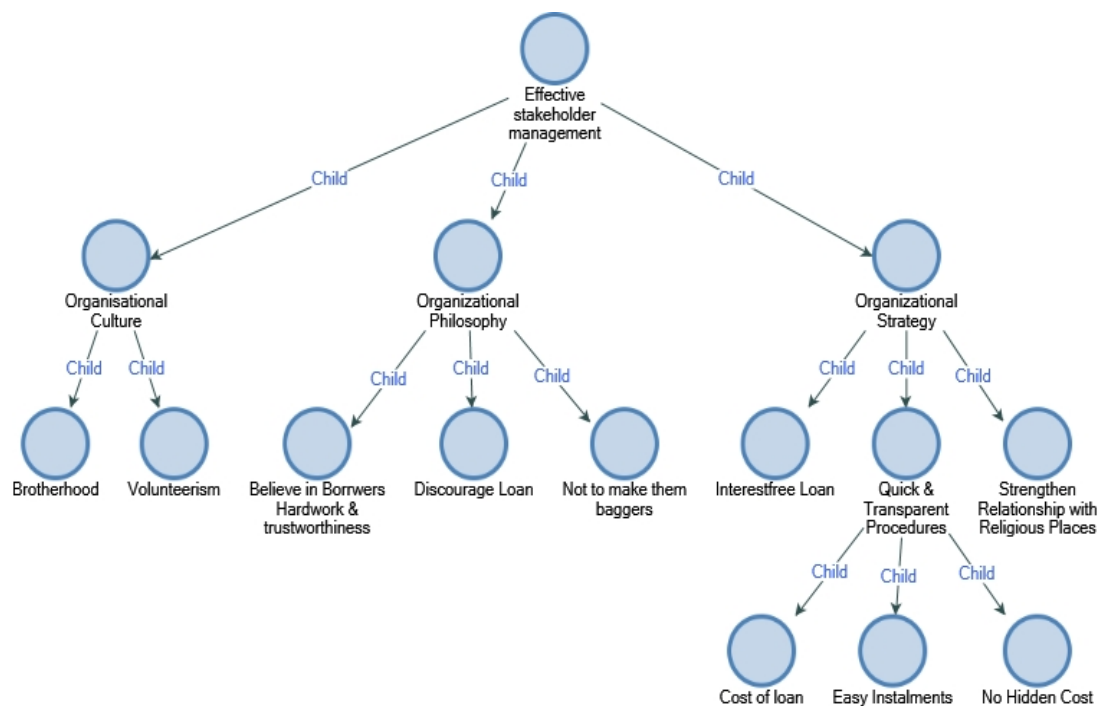 Effective
stakeholder
management
Child
Child
Child
Organisational
Culture
Organizational
Philosophy
Organizational
Strategy
Child
Child
Child
Child
Child
Child
Child
Child
Brotherhood
Volunteerism
Believe in Borrwers
Hardwork &
trustworthiness
Discourage Loan
Not to make them
baggers
Interestfree Loan
Quick &
Transparent
Procedures
Strengthen
Relationship with
Religious Places
Child
Child
Child
Cost of loan
Easy Instalments
No Hidden Cost